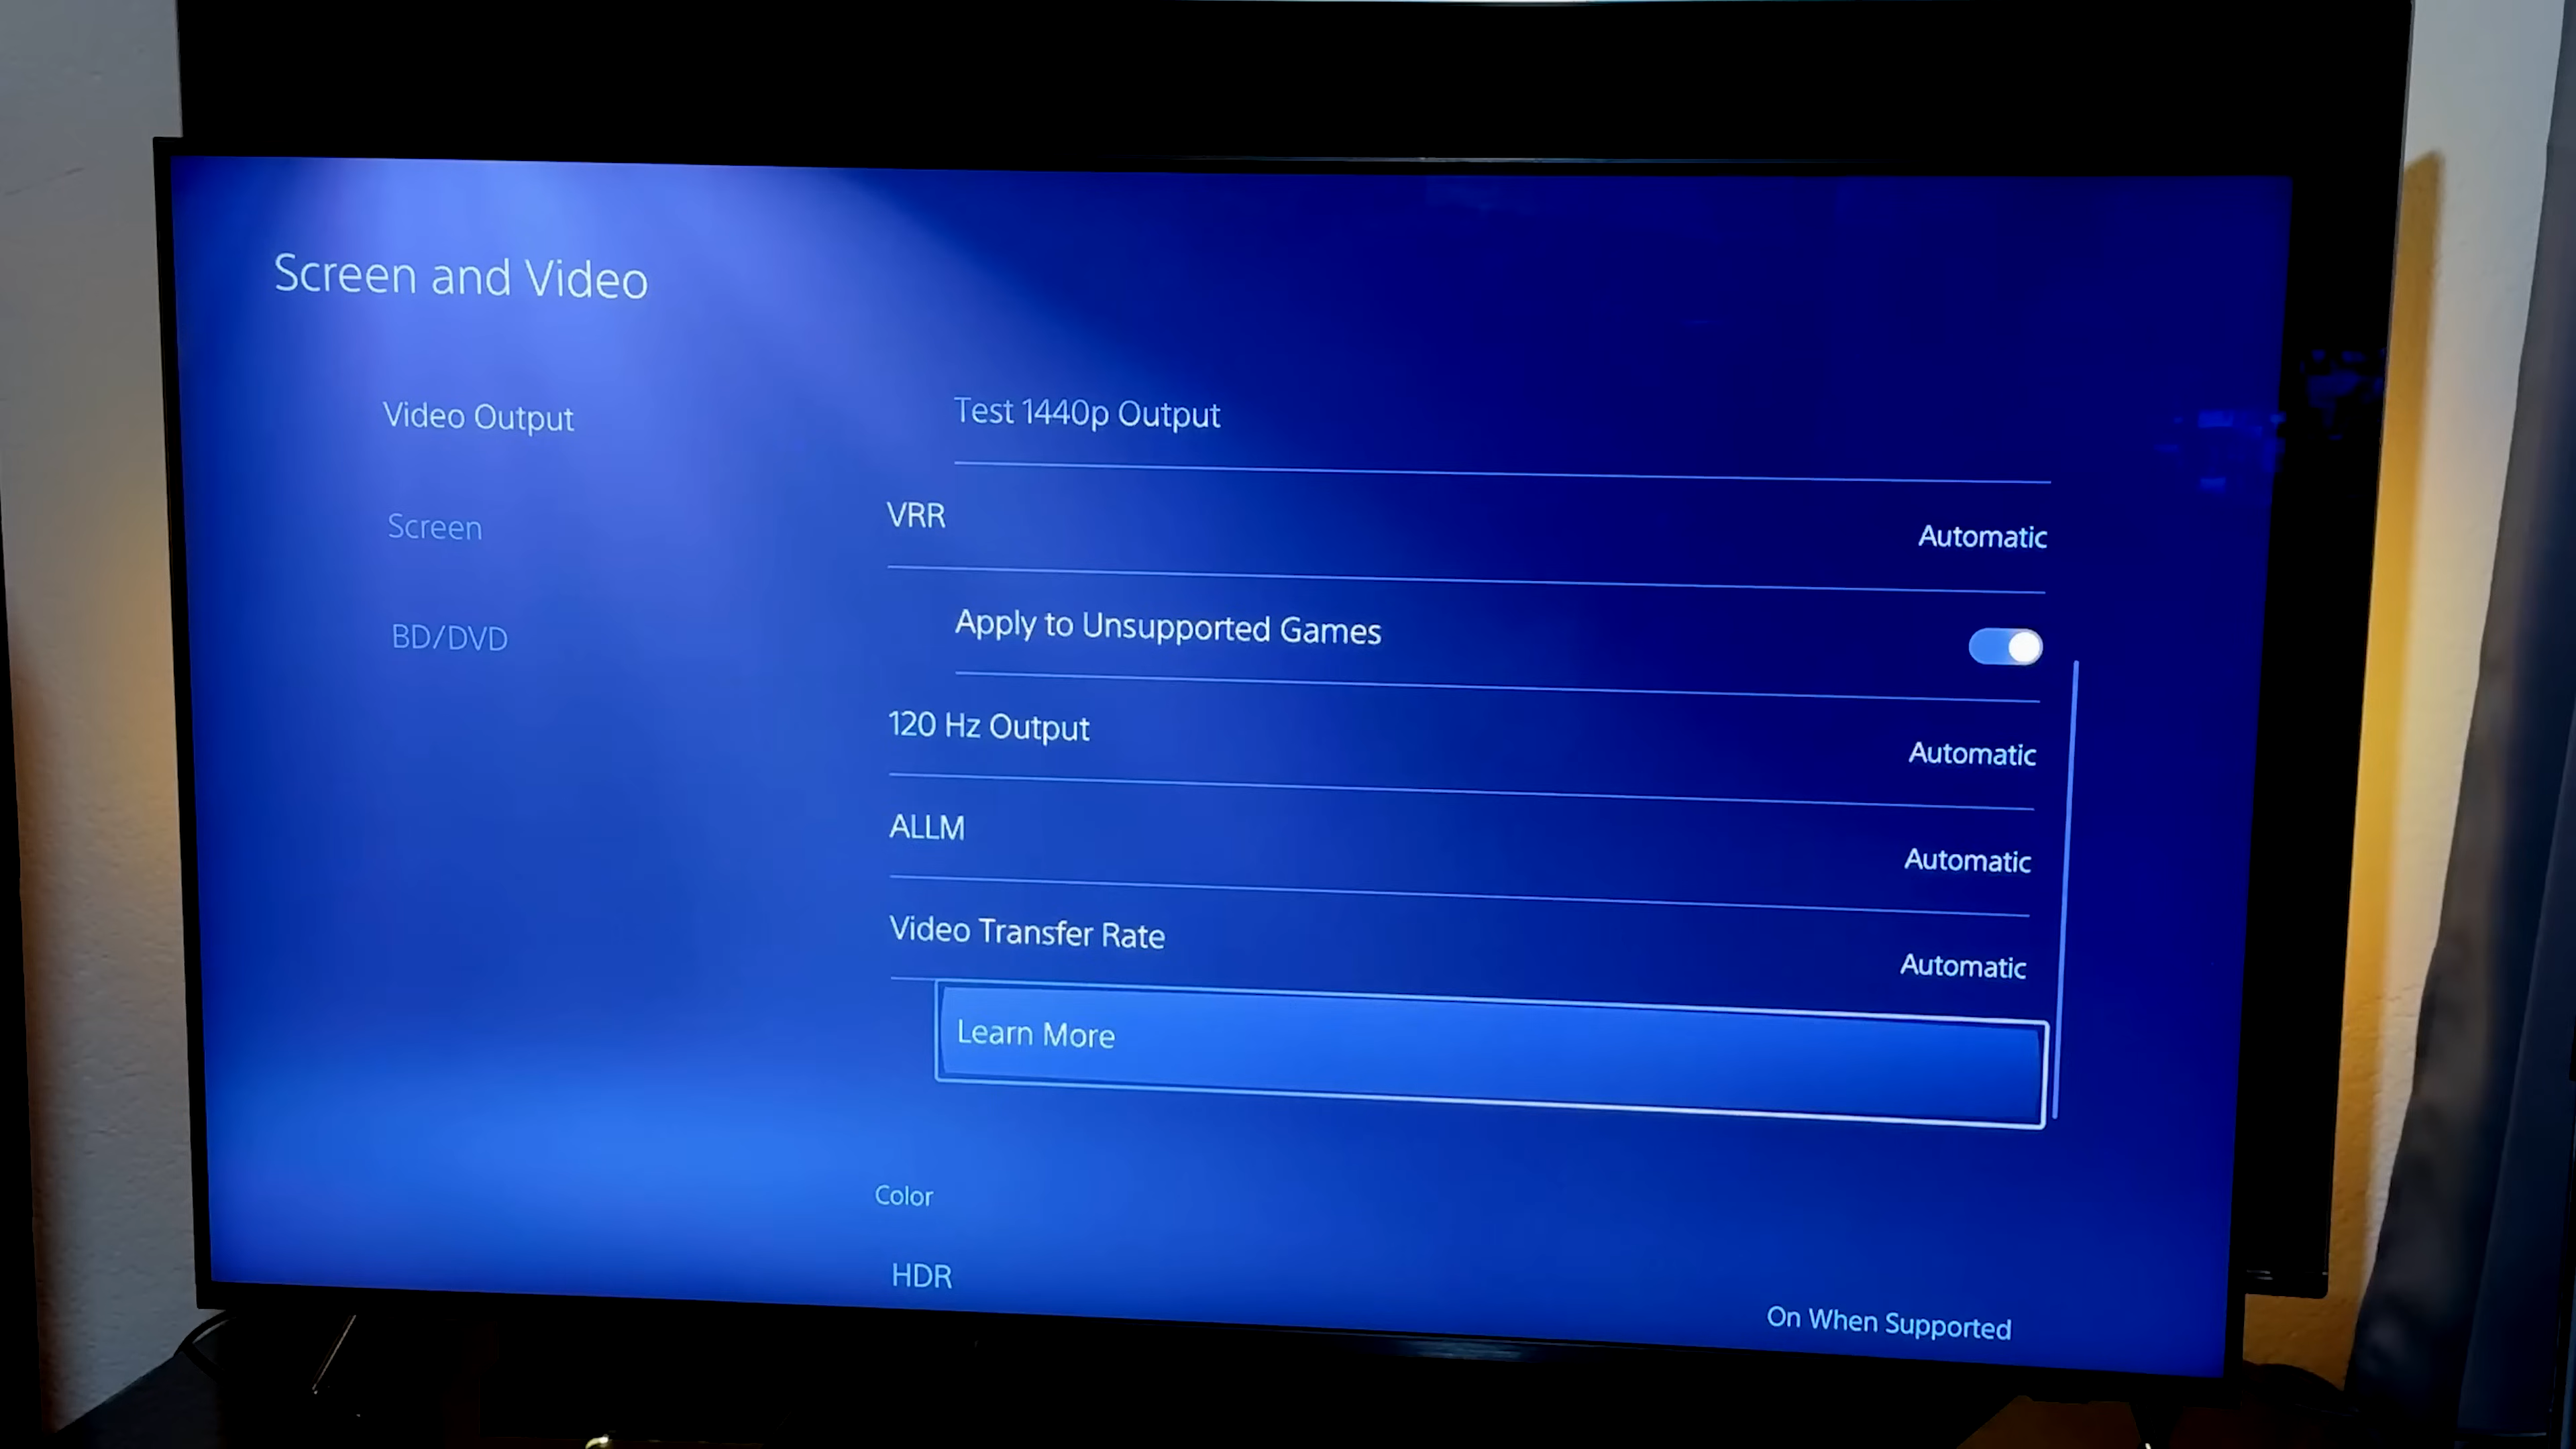 Screen and Video
Video Output
Screen
BD/DVD
Test 1440p Output
VRR
Automatic
Apply to Unsupported Games
120 Hz Output
Automatic
ALLM
Automatic
Video Transfer Rate
Automatic
Learn More
Color
HDR
On When Supported